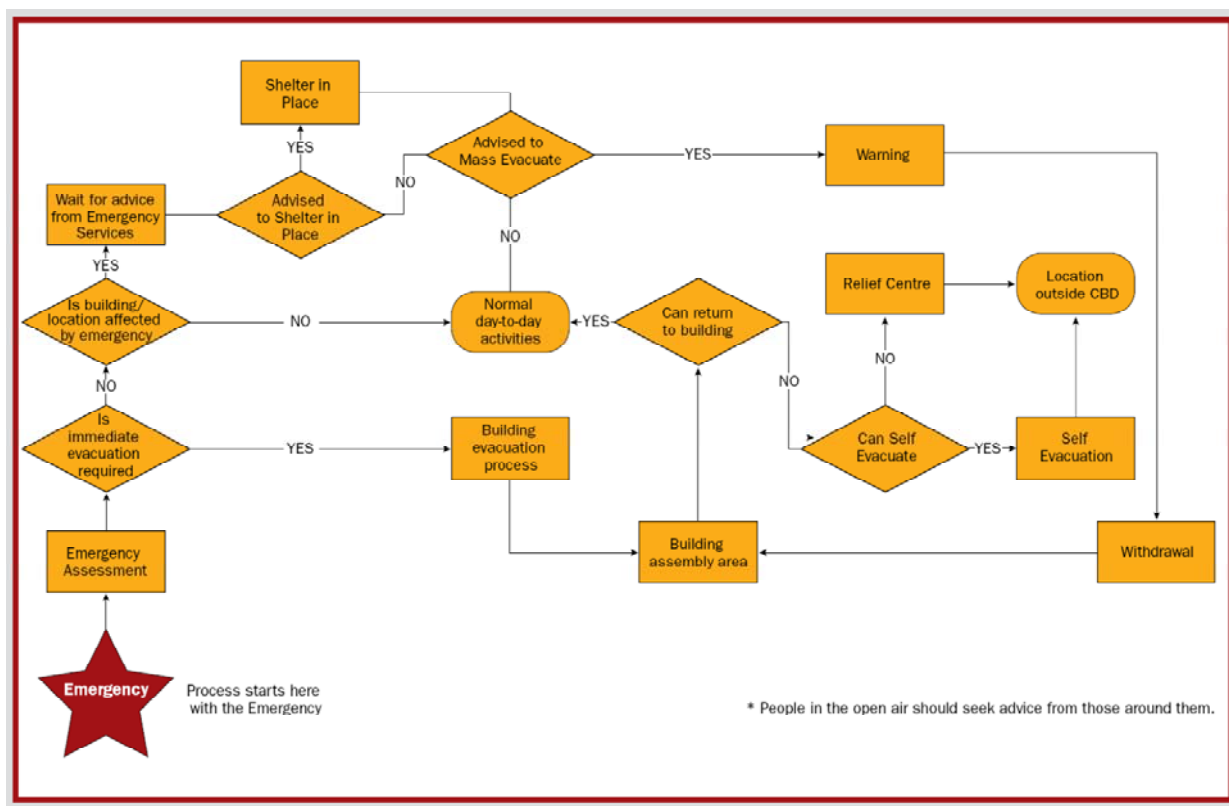 Shelter in
Place
YES
Advised to
Mass Evacuate
YES
Warning
Wait for advice
from Emergency
Services
Advised
to Shelter in
Place
NO
NO
YES
Is building/
location affected
by emergency
NO
Normal
day-to-day
activities
YES
Can return
to building
Relief Centre
Location
outside CBD
NO
NO
NO
Is
immediate
evacuation
required
YES
Building
evacuation
process
Can Self
Evacuate
YES
Self
Evacuation
Emergency
Assessment
Building
assembly area
Withdrawal
Emergency
Process starts here
with the Emergency
* People in the open air should seek advice from those around them.